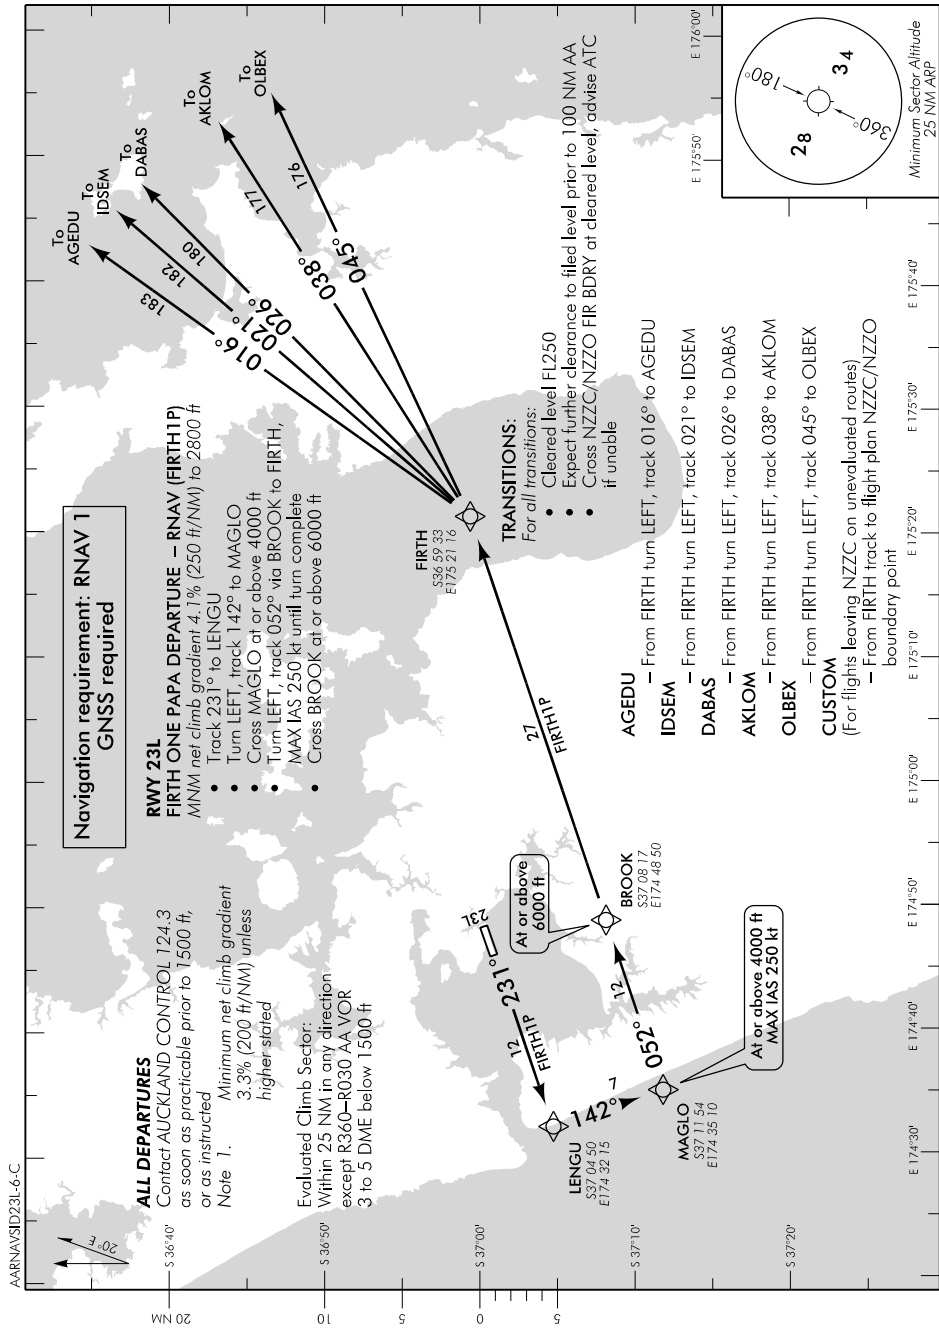 AARNAVSID23L-6-C
20°E
Navigation requirement: RNAV 1
GNSS required
ALL DEPARTURES
Contact AUCKLAND CONTROL 124.3
as soon as practicable prior to 1500 ft,
or as instructed
Note 1. Minimum net climb gradient
3.3% (200 ft/NM) unless
higher stated
Evaluated Climb Sector:
Within 25 NM in any direction
except R360–R030 AA VOR
3 to 5 DME below 1500 ft
RWY 23L
FIRTH ONE PAPA DEPARTURE – RNAV (FIRTH1P)
MNM net climb gradient 4.1% (250 ft/NM) to 2800 ft
• Track 231° to LENGU
• Turn LEFT, track 142° to MAGLO
• Cross MAGLO at or above 4000 ft
• Turn LEFT, track 052° via BROOK to FIRTH,
MAX IAS 250 kt until turn complete
• Cross BROOK at or above 6000 ft
To
AGEDU
To
IDSEM
To
DABAS
To
AKLOM
To
OLBEX
183
182
180
177
176
016°
021°
026°
038°
045°
FIRTH
S36 59 33
E175 21 16
27
FIRTH1P
23L
12
231°
FIRTH1P
LENGU
S37 04 50
E174 32 15
142°
7
MAGLO
S37 11 54
E174 35 10
At or above 4000 ft
MAX IAS 250 kt
12
052°
At or above
6000 ft
BROOK
S37 08 17
E174 48 50
TRANSITIONS:
For all transitions:
• Cleared level FL250
• Expect further clearance to filed level prior to 100 NM AA
• Cross NZZC/NZZO FIR BDRY at cleared level, advise ATC
if unable
AGEDU
– From FIRTH turn LEFT, track 016° to AGEDU
IDSEM
– From FIRTH turn LEFT, track 021° to IDSEM
DABAS
– From FIRTH turn LEFT, track 026° to DABAS
AKLOM
– From FIRTH turn LEFT, track 038° to AKLOM
OLBEX
– From FIRTH turn LEFT, track 045° to OLBEX
CUSTOM
(For flights leaving NZZC on unevaluated routes)
– From FIRTH track to flight plan NZZC/NZZO
boundary point
180°
360°
28
34
Minimum Sector Altitude
25 NM ARP
20 NM
10
0
5
S 36°40'
S 36°50'
S 37°00'
S 37°10'
S 37°20'
E 174°30'
E 174°40'
E 174°50'
E 175°00'
E 175°10'
E 175°20'
E 175°30'
E 175°40'
E 175°50'
E 176°00'